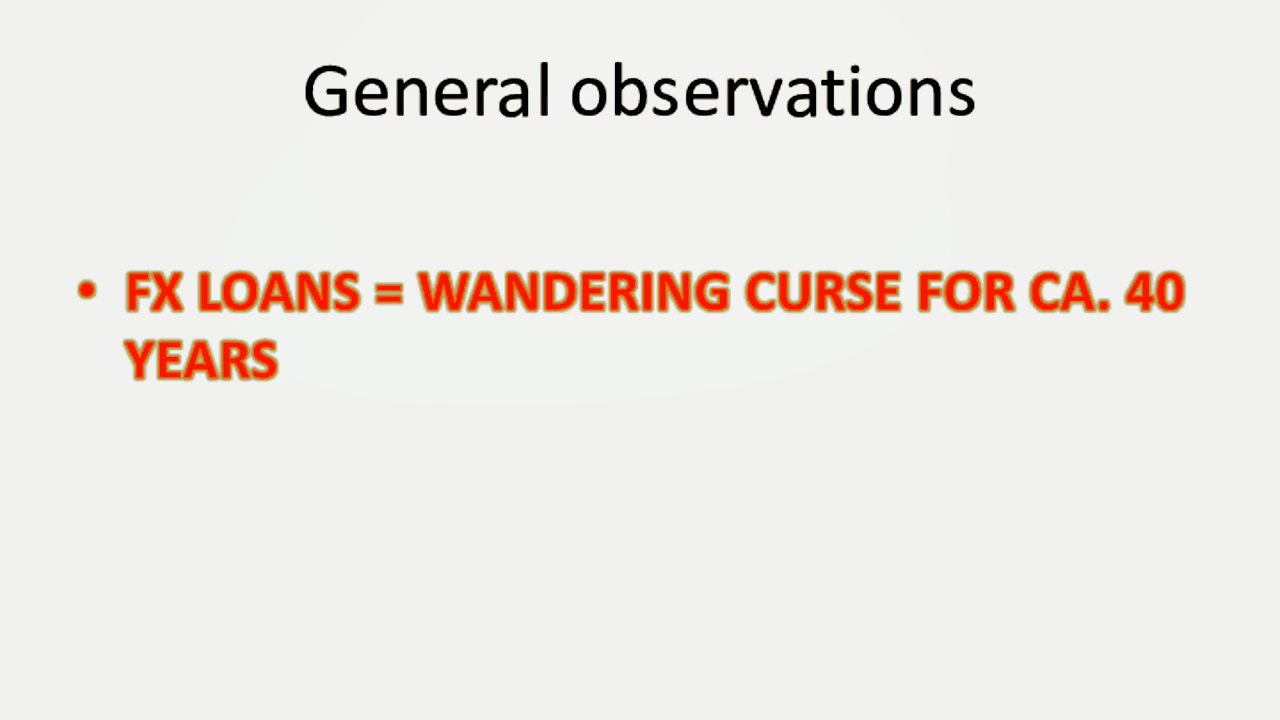 General observations
• FX LOANS = WANDERING CURSE FOR CA. 40
YEARS